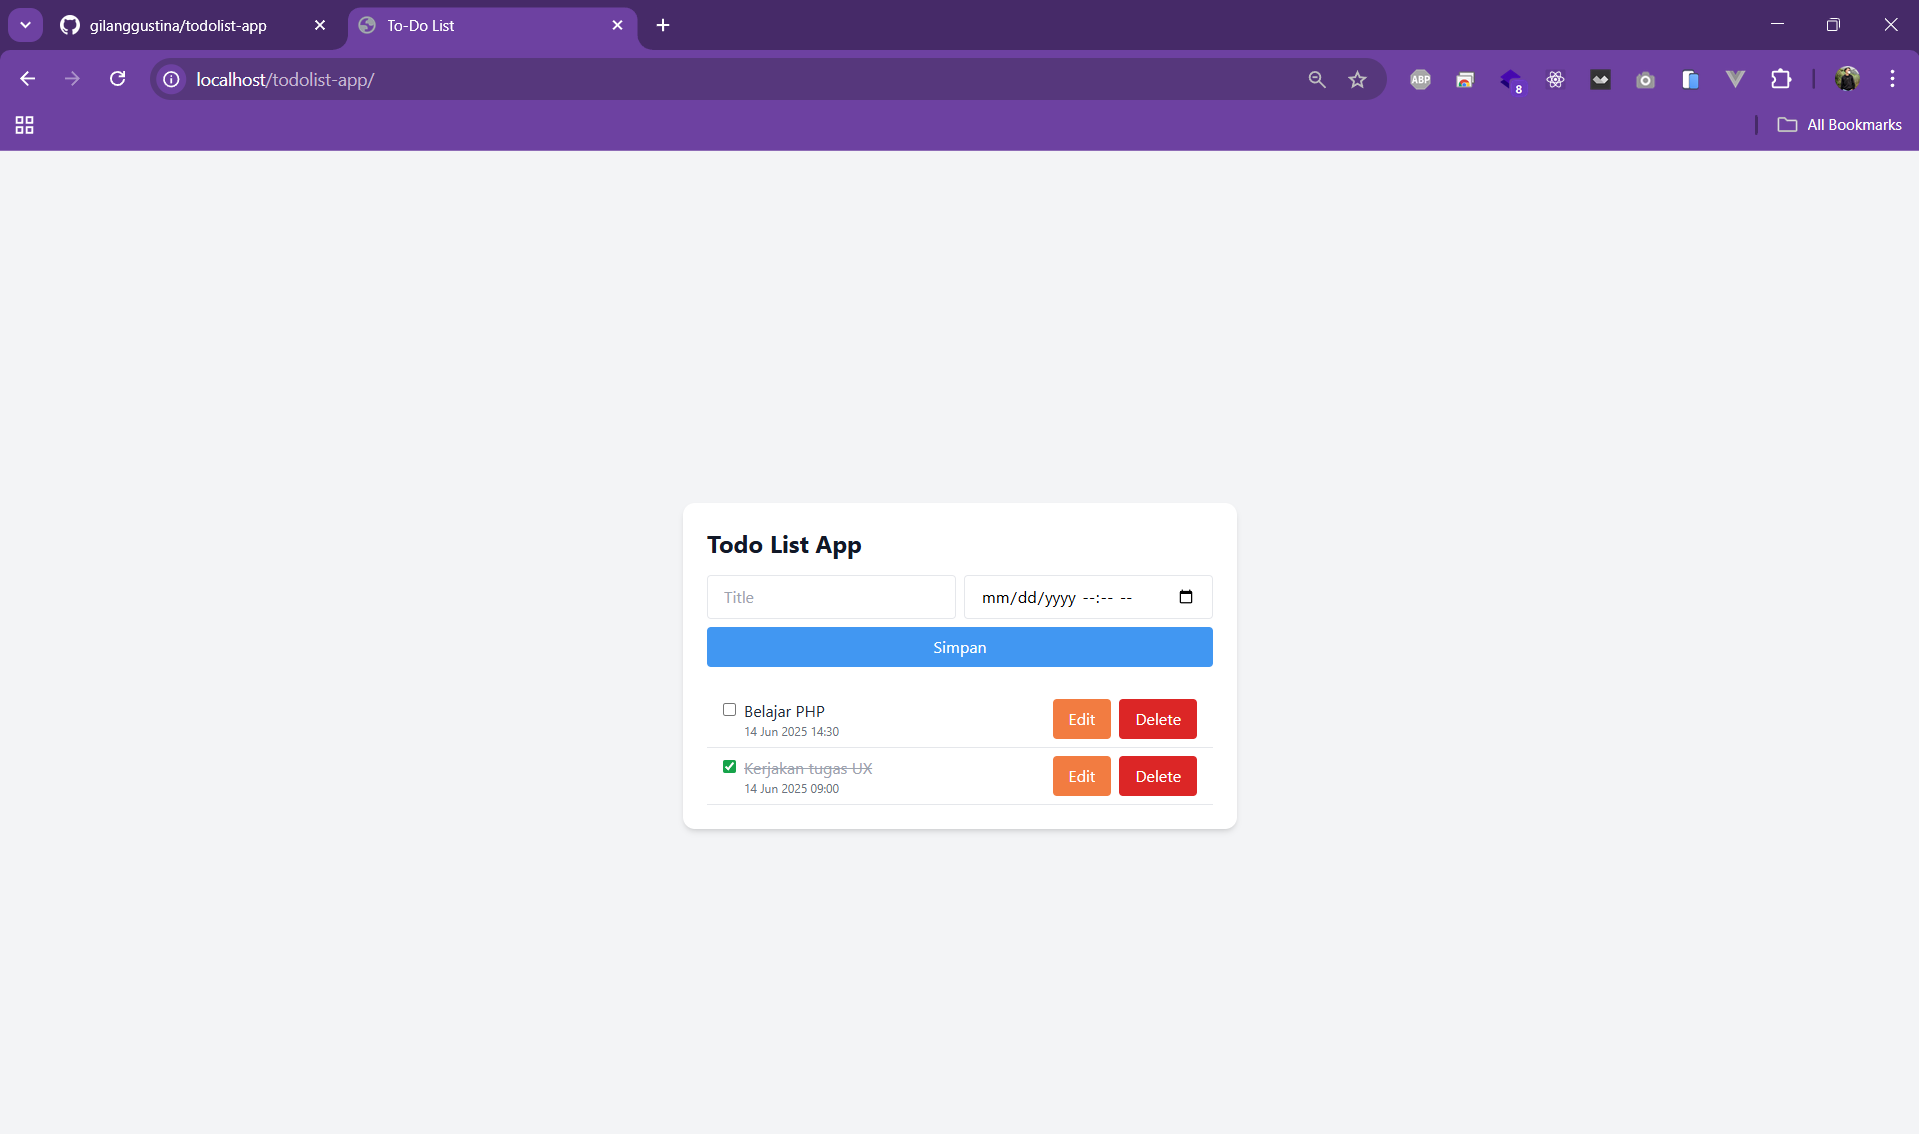 gilanggustina/todolist-app
To-Do List
localhost/todolist-app/
ABP
8
All Bookmarks
Todo List App
Title
mm/dd/yyyy --:-- --
Simpan
Belajar PHP
14 Jun 2025 14:30
Edit
Delete
Kerjakan tugas UX
14 Jun 2025 09:00
Edit
Delete